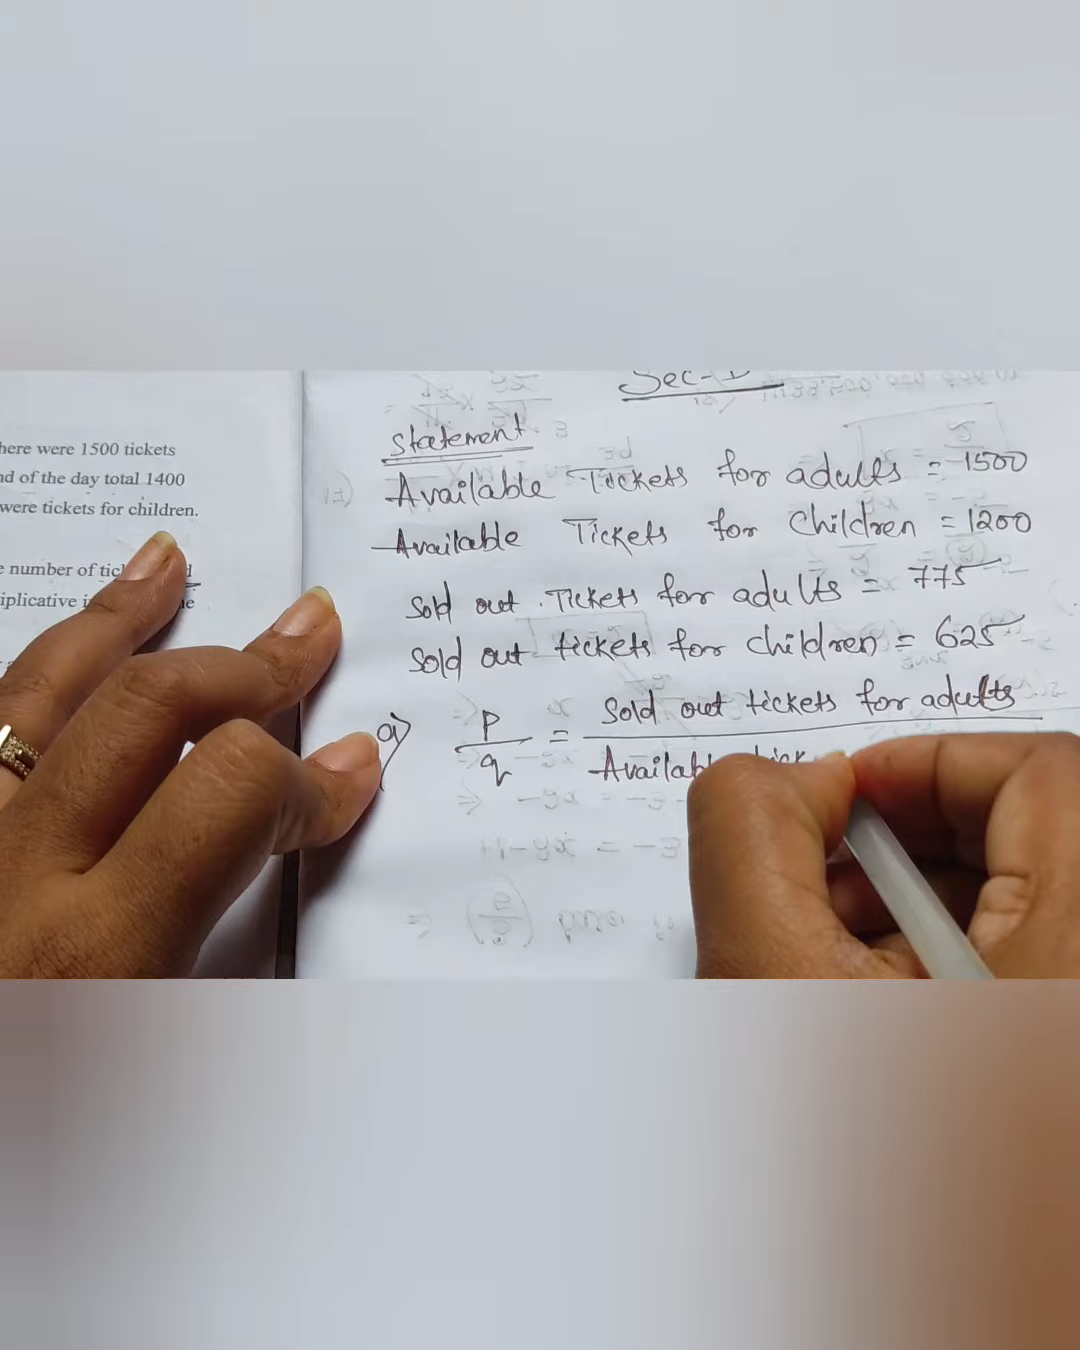 here were 1500 tickets
nd of the day total 1400
were tickets for children.
e number of
iplicative
Sec-D
Statement
Available Tickets for adults = 1500
Available Tickets for Children = 1200
Sold out Tickets for adults = 775
Sold out tickets for children = 625
a) p/q = Sold out tickets for adults
Availab